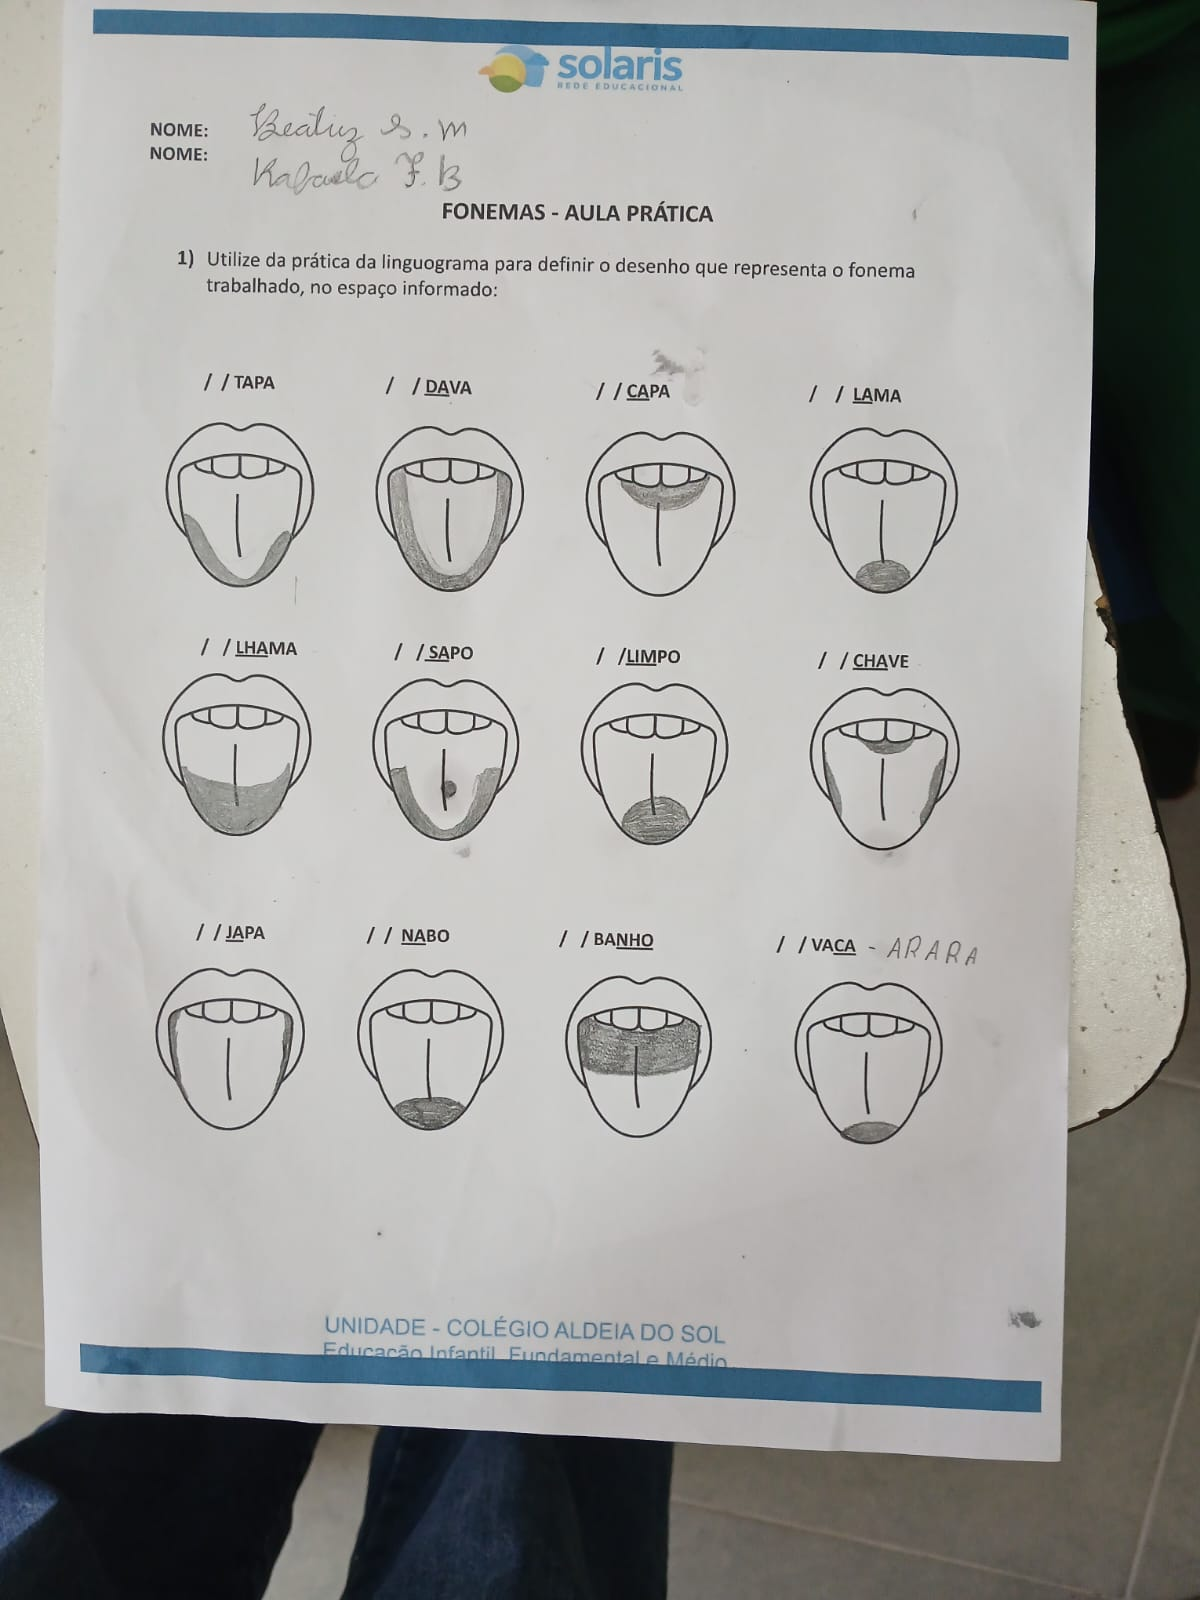 solaris
REDE EDUCACIONAL
NOME: Beatriz S. M
NOME: Rafaela F. B
FONEMAS - AULA PRÁTICA
1) Utilize da prática da linguograma para definir o desenho que representa o fonema
trabalhado, no espaço informado:
/ / TAPA / / DAVA / / CAPA / / LAMA
/ / LHAMA / / SAPO / / LIMPO / / CHAVE
/ / JAPA / / NABO / / BANHO / / VACA - ARARA
UNIDADE - COLÉGIO ALDEIA DO SOL
Educação Infantil, Fundamental e Médio